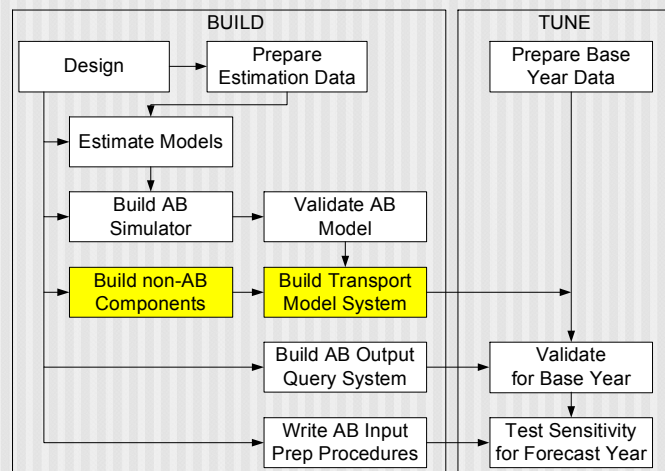 BUILD
TUNE
Design
Prepare
Estimation Data
Prepare Base
Year Data
Estimate Models
Build AB
Simulator
Validate AB
Model
Build non-AB
Components
Build Transport
Model System
Build AB Output
Query System
Validate
for Base Year
Write AB Input
Prep Procedures
Test Sensitivity
for Forecast Year